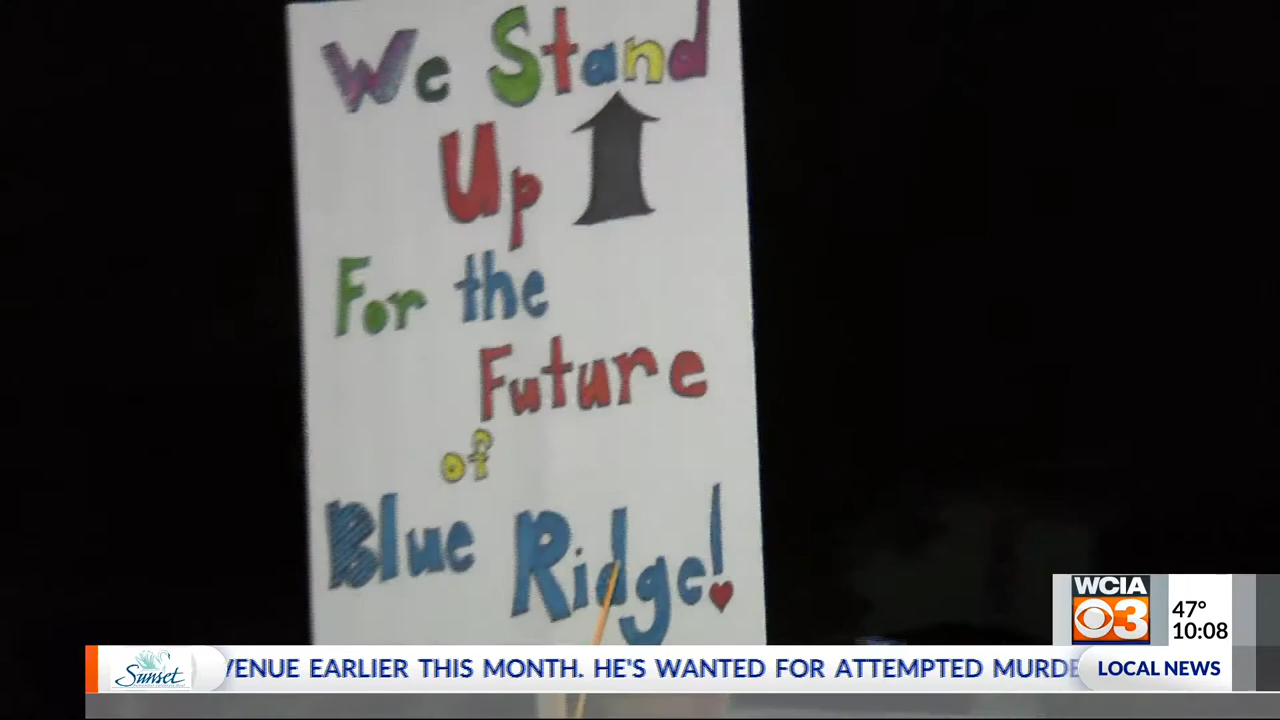 We Stand
Up
For the
Future
of
Blue Ridge!
WCIA
3
47°
10:08
Sunset
VENUE EARLIER THIS MONTH. HE'S WANTED FOR ATTEMPTED MURDE
LOCAL NEWS